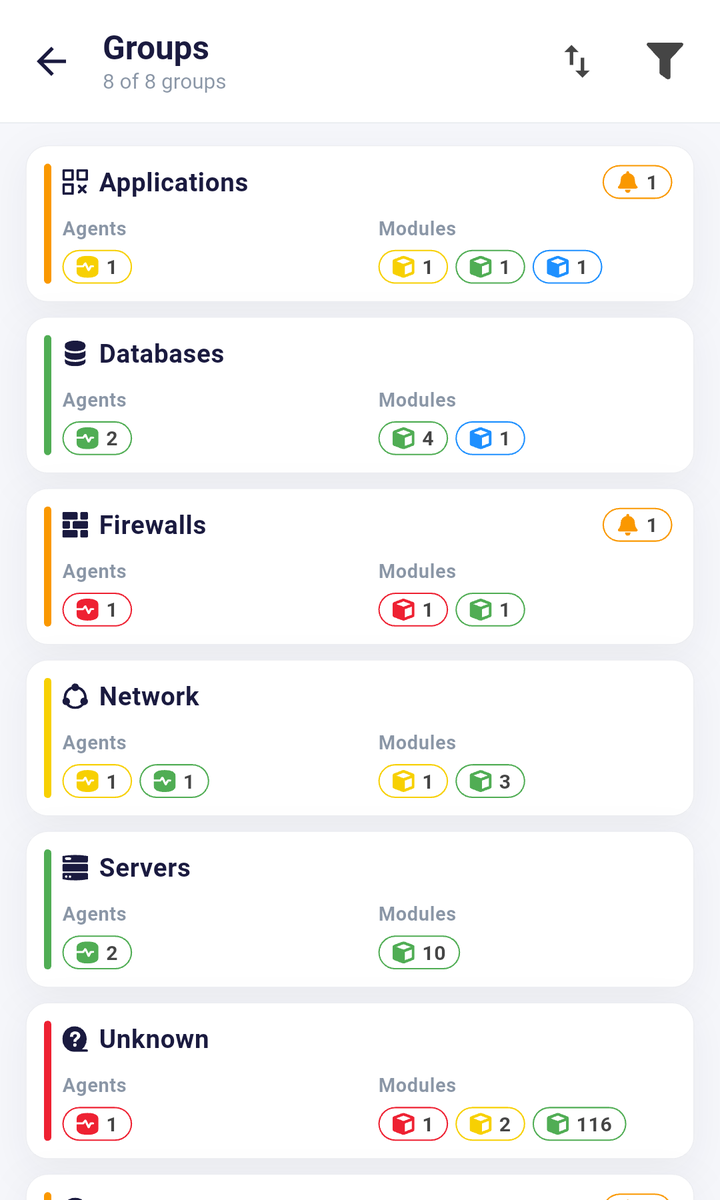 Groups
8 of 8 groups
Applications 1
Agents Modules
1 1 1 1
Databases
Agents Modules
2 4 1
Firewalls 1
Agents Modules
1 1 1
Network
Agents Modules
1 1 1 3
Servers
Agents Modules
2 10
Unknown
Agents Modules
1 1 2 116